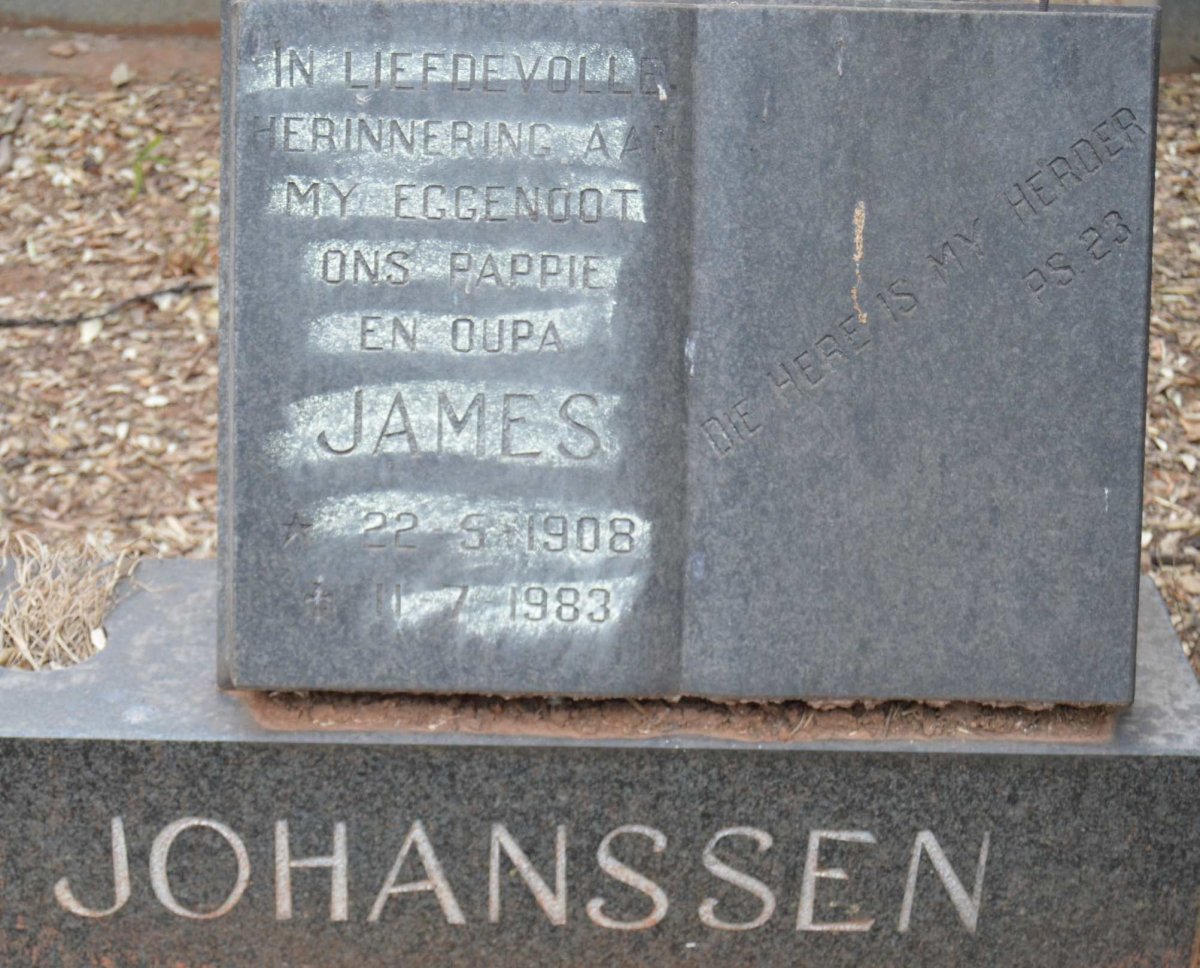 IN LIEFDEVOLLE
HERINNERING AAN
MY EGGENOOT
ONS PAPPIE
EN OUPA
JAMES
* 22-5-1908
† 11-7-1983
DIE HERE IS MY HERDER
PS. 23
JOHANSSEN